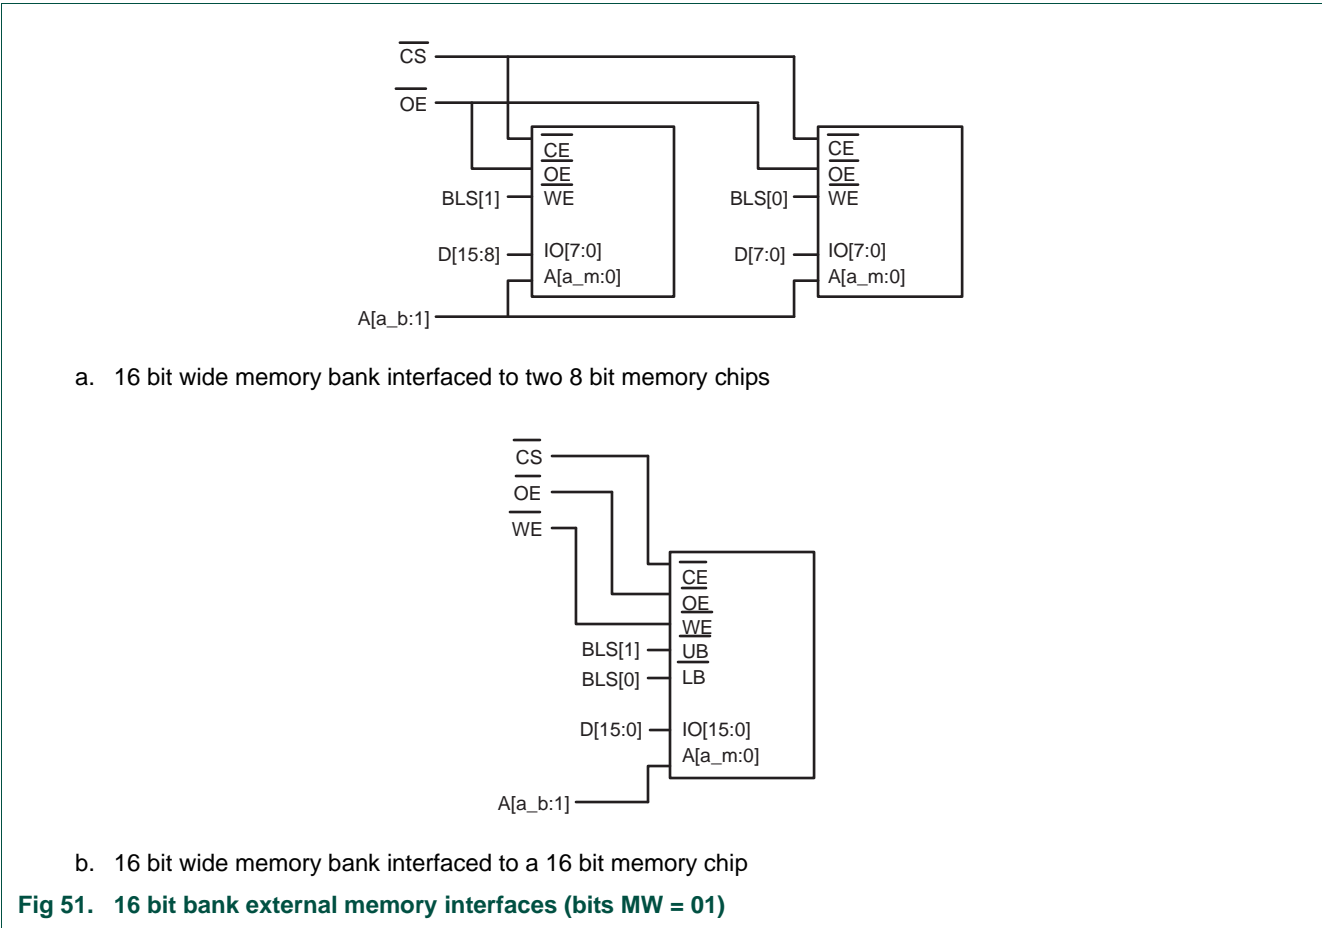 CS
OE
CE
OE
BLS[1] WE
D[15:8] IO[7:0]
A[a_m:0]
CE
OE
BLS[0] WE
D[7:0] IO[7:0]
A[a_m:0]
A[a_b:1]
a. 16 bit wide memory bank interfaced to two 8 bit memory chips
CS
OE
WE
CE
OE
WE
BLS[1] UB
BLS[0] LB
D[15:0] IO[15:0]
A[a_m:0]
A[a_b:1]
b. 16 bit wide memory bank interfaced to a 16 bit memory chip
Fig 51. 16 bit bank external memory interfaces (bits MW = 01)